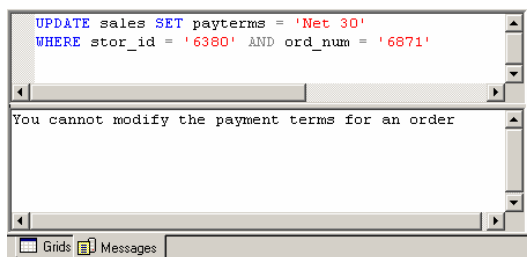 UPDATE sales SET payterms = 'Net 30'
WHERE stor_id = '6380' AND ord_num = '6871'
You cannot modify the payment terms for an order
Grids Messages